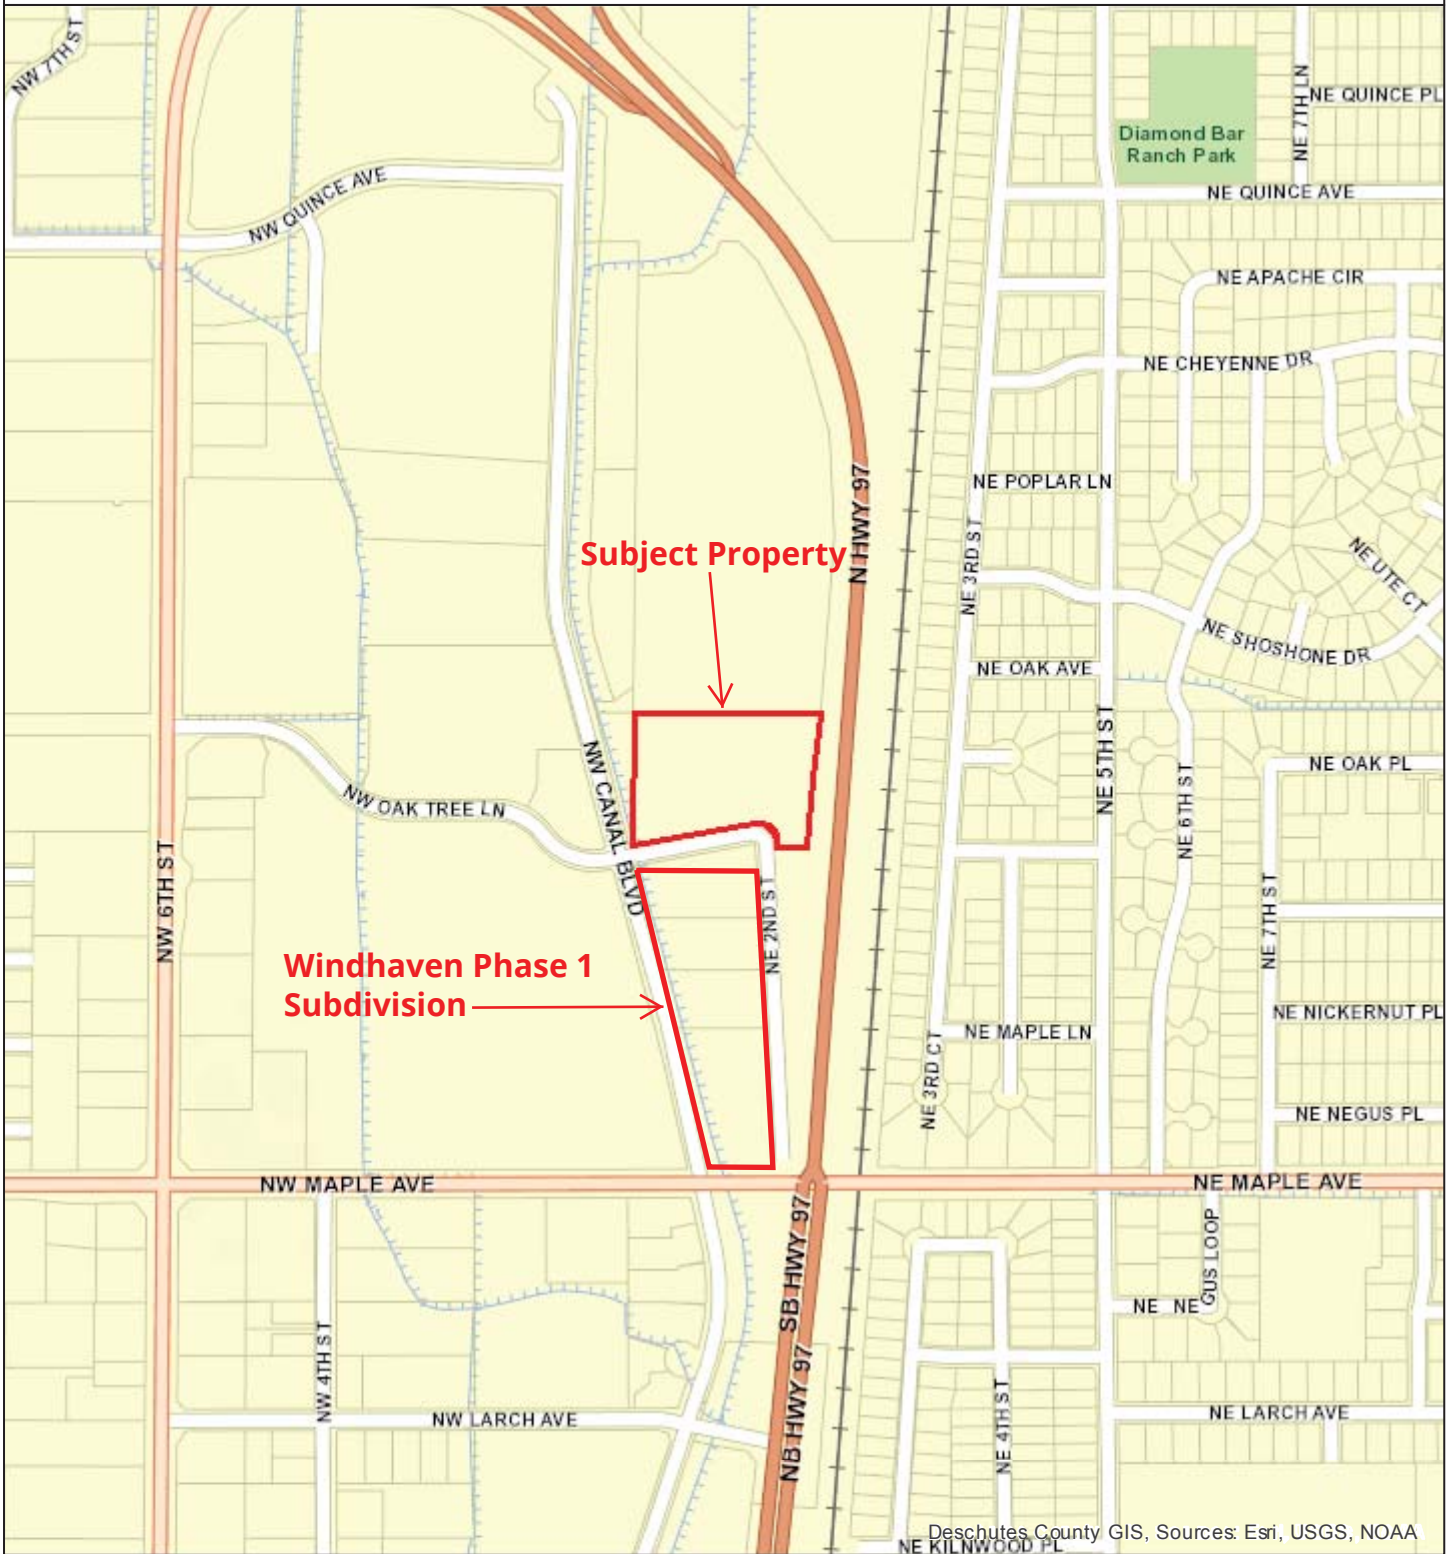 NW 7TH ST
NE 7TH LN
NE QUINCE PL
Diamond Bar
Ranch Park
NW QUINCE AVE
NE QUINCE AVE
NE APACHE CIR
NE CHEYENNE DR
N HWY 97
NE POPLAR LN
NE 3RD ST
Subject Property
NE UTE CT
NE SHOSHONE DR
NE OAK AVE
NW CANAL BLVD
NE 5TH ST
NE 6TH ST
NE OAK PL
NW OAK TREE LN
NW 6TH ST
NE 2ND ST
NE 7TH ST
Windhaven Phase 1
Subdivision
NE NICKERNUT PL
NE MAPLE LN
NE 3RD CT
NE NEGUS PL
NW MAPLE AVE
NE MAPLE AVE
SB HWY 97
GUS LOOP
NE NE
NW 4TH ST
NB HWY 97
NW LARCH AVE
NE 4TH ST
NE LARCH AVE
Deschutes County GIS, Sources: Esri, USGS, NOAA
NE KILNWOOD PL